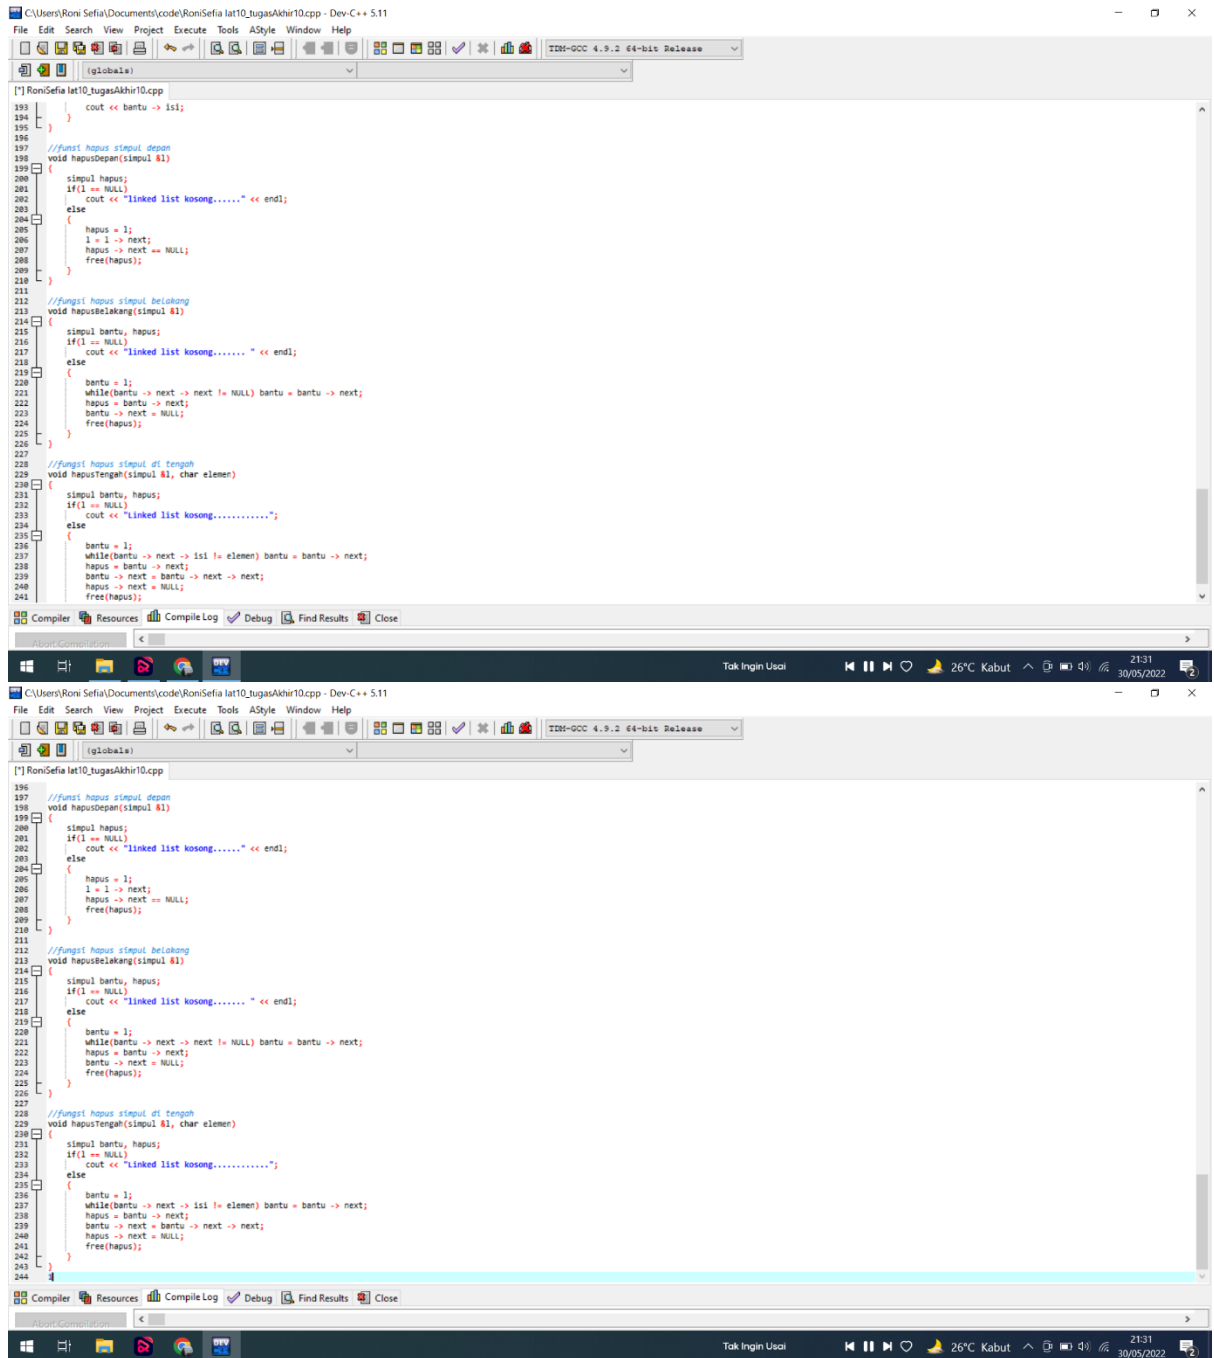 C:\Users\Roni Sefia\Documents\code\RoniSefia lat10_tugasAkhir10.cpp - Dev-C++ 5.11
File Edit Search View Project Execute Tools AStyle Window Help
TDM-GCC 4.9.2 64-bit Release
(globals)
[*] RoniSefia lat10_tugasAkhir10.cpp
193 cout << bantu -> isi;
194 }
195 }
196
197 //funsi hapus simpul depan
198 void hapusDepan(simpul &l)
199 {
200 simpul hapus;
201 if(l == NULL)
202 cout << "linked list kosong......" << endl;
203 else
204 {
205 hapus = l;
206 l = l -> next;
207 hapus -> next == NULL;
208 free(hapus);
209 }
210 }
211
212 //fungsi hapus simpul belakang
213 void hapusBelakang(simpul &l)
214 {
215 simpul bantu, hapus;
216 if(l == NULL)
217 cout << "linked list kosong....... " << endl;
218 else
219 {
220 bantu = l;
221 while(bantu -> next -> next != NULL) bantu = bantu -> next;
222 hapus = bantu -> next;
223 bantu -> next = NULL;
224 free(hapus);
225 }
226 }
227
228 //fungsi hapus simpul di tengah
229 void hapusTengah(simpul &l, char elemen)
230 {
231 simpul bantu, hapus;
232 if(l == NULL)
233 cout << "Linked list kosong............";
234 else
235 {
236 bantu = l;
237 while(bantu -> next -> isi != elemen) bantu = bantu -> next;
238 hapus = bantu -> next;
239 bantu -> next = bantu -> next -> next;
240 hapus -> next = NULL;
241 free(hapus);
Compiler Resources Compile Log Debug Find Results Close
Abort Compilation
DEV
Tak Ingin Usai 26°C Kabut 21:31
30/05/2022 2
C:\Users\Roni Sefia\Documents\code\RoniSefia lat10_tugasAkhir10.cpp - Dev-C++ 5.11
File Edit Search View Project Execute Tools AStyle Window Help
TDM-GCC 4.9.2 64-bit Release
(globals)
[*] RoniSefia lat10_tugasAkhir10.cpp
196
197 //funsi hapus simpul depan
198 void hapusDepan(simpul &l)
199 {
200 simpul hapus;
201 if(l == NULL)
202 cout << "linked list kosong......" << endl;
203 else
204 {
205 hapus = l;
206 l = l -> next;
207 hapus -> next == NULL;
208 free(hapus);
209 }
210 }
211
212 //fungsi hapus simpul belakang
213 void hapusBelakang(simpul &l)
214 {
215 simpul bantu, hapus;
216 if(l == NULL)
217 cout << "linked list kosong....... " << endl;
218 else
219 {
220 bantu = l;
221 while(bantu -> next -> next != NULL) bantu = bantu -> next;
222 hapus = bantu -> next;
223 bantu -> next = NULL;
224 free(hapus);
225 }
226 }
227
228 //fungsi hapus simpul di tengah
229 void hapusTengah(simpul &l, char elemen)
230 {
231 simpul bantu, hapus;
232 if(l == NULL)
233 cout << "Linked list kosong............";
234 else
235 {
236 bantu = l;
237 while(bantu -> next -> isi != elemen) bantu = bantu -> next;
238 hapus = bantu -> next;
239 bantu -> next = bantu -> next -> next;
240 hapus -> next = NULL;
241 free(hapus);
242 }
243 }
244
Compiler Resources Compile Log Debug Find Results Close
Abort Compilation
DEV
Tak Ingin Usai 26°C Kabut 21:31
30/05/2022 2